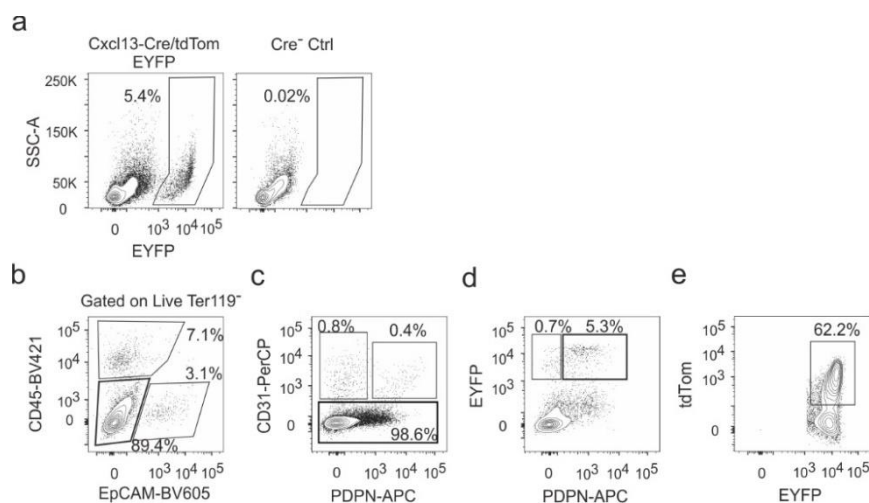 a
Cxcl13-Cre/tdTom
EYFP
Cre⁻ Ctrl
250K
150K
50K
0
SSC-A
5.4%
0.02%
0 10³ 10⁴ 10⁵
0 10³ 10⁴ 10⁵
EYFP
b
Gated on Live Ter119⁻
10⁵
10⁴
10³
0
CD45-BV421
7.1%
3.1%
89.4%
0 10³ 10⁴ 10⁵
EpCAM-BV605
c
10⁵
10⁴
10³
0
CD31-PerCP
0.8%
0.4%
98.6%
0 10³ 10⁴ 10⁵
PDPN-APC
d
10⁵
10⁴
10³
0
EYFP
0.7% 5.3%
0 10³ 10⁴ 10⁵
PDPN-APC
e
10⁵
10⁴
10³
0
tdTom
62.2%
0 10³ 10⁴ 10⁵
EYFP